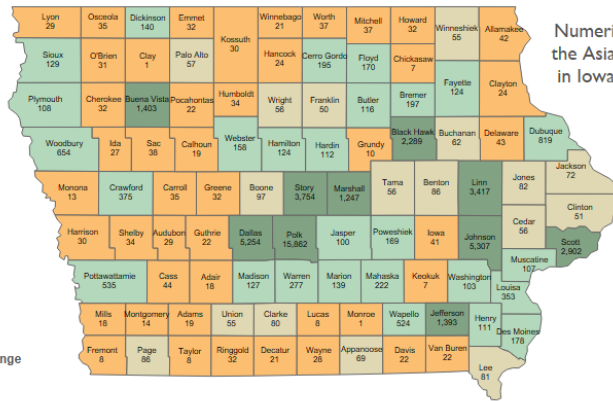 Lyon
29
Osceola
35
Dickinson
140
Emmet
32
Kossuth
30
Winnebago
21
Worth
37
Mitchell
37
Howard
32
Winneshiek
55
Allamakee
42
Numeri
the Asia
in Iowa
Sioux
129
O'Brien
31
Clay
1
Palo Alto
57
Hancock
24
Cerro Gordo
195
Floyd
170
Chickasaw
7
Plymouth
108
Cherokee
32
Buena Vista
1,403
Pocahontas
22
Humboldt
34
Wright
56
Franklin
50
Butler
116
Bremer
197
Fayette
124
Clayton
24
Woodbury
654
Ida
27
Sac
38
Calhoun
19
Webster
158
Hamilton
124
Hardin
112
Grundy
10
Black Hawk
2,289
Buchanan
62
Delaware
43
Dubuque
819
Jackson
72
Monona
13
Crawford
375
Carroll
35
Greene
32
Boone
97
Story
3,754
Marshall
1,247
Tama
56
Benton
86
Linn
3,417
Jones
82
Clinton
51
Cedar
56
Harrison
30
Shelby
34
Audubon
29
Guthrie
22
Dallas
5,254
Polk
15,862
Jasper
100
Poweshiek
169
Iowa
41
Johnson
5,307
Scott
2,902
Muscatine
107
Pottawattamie
535
Cass
44
Adair
18
Madison
127
Warren
277
Marion
139
Mahaska
222
Keokuk
7
Washington
103
Louisa
353
Mills
18
Montgomery
14
Adams
19
Union
55
Clarke
80
Lucas
8
Monroe
1
Wapello
524
Jefferson
1,393
Henry
111
Des Moines
178
nge
Fremont
8
Page
86
Taylor
8
Ringgold
32
Decatur
21
Wayne
28
Appanoose
69
Davis
22
Van Buren
22
Lee
81